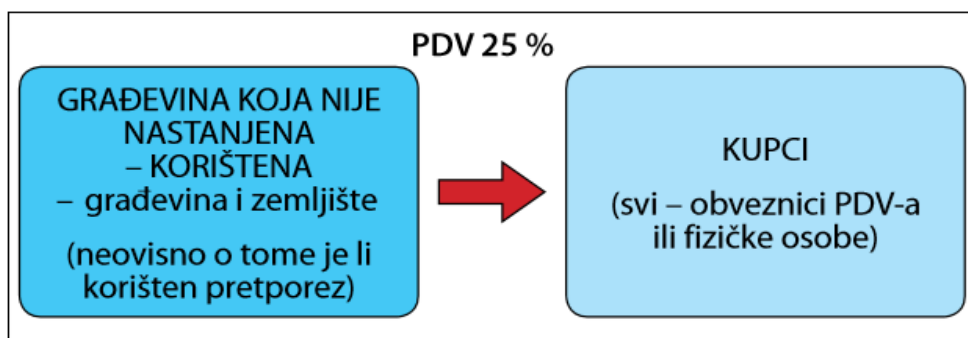 PDV 25 %
GRAĐEVINA KOJA NIJE
NASTANJENA
– KORIŠTENA
– građevina i zemljište
(neovisno o tome je li
korišten pretporez)
KUPCI
(svi – obveznici PDV-a
ili fizičke osobe)